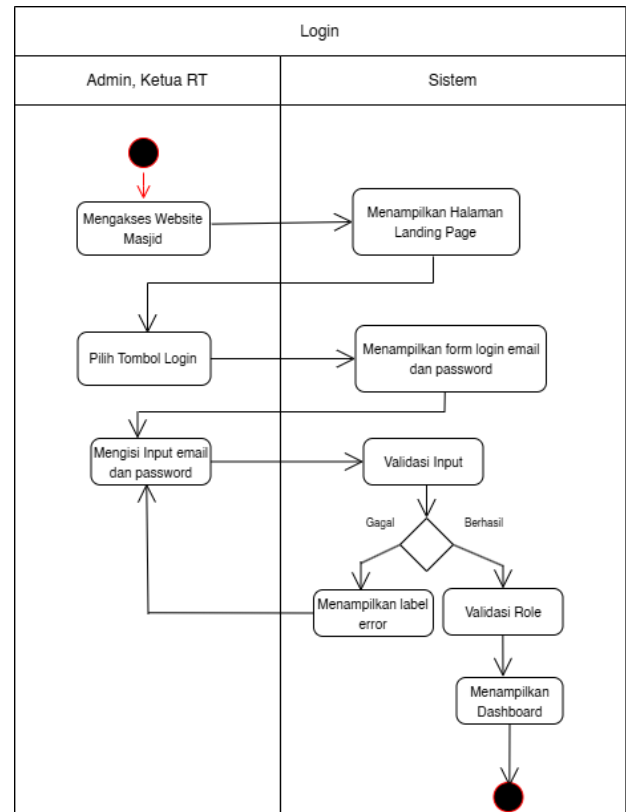 Login
Admin, Ketua RT
Sistem
Mengakses Website
Masjid
Menampilkan Halaman
Landing Page
Pilih Tombol Login
Menampilkan form login email
dan password
Mengisi Input email
dan password
Validasi Input
Gagal
Berhasil
Menampilkan label
error
Validasi Role
Menampilkan
Dashboard